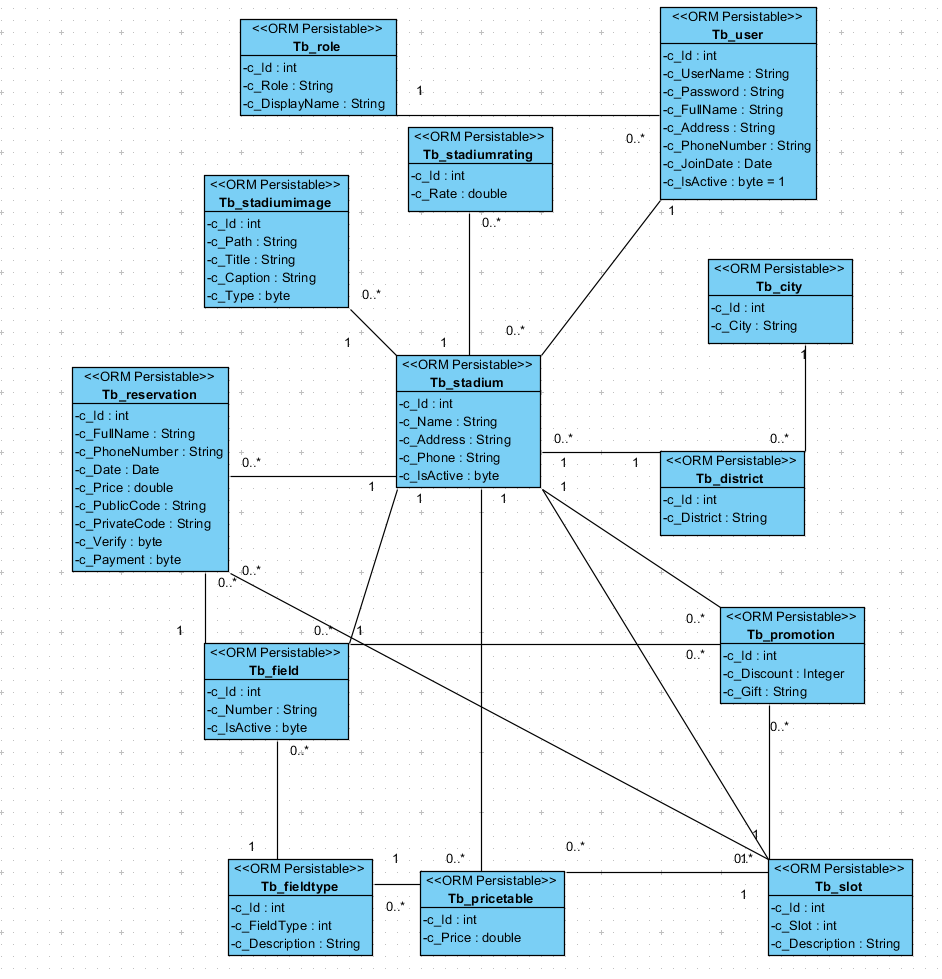 <<ORM Persistable>>
Tb_role
-c_Id : int
-c_Role : String
-c_DisplayName : String
<<ORM Persistable>>
Tb_user
-c_Id : int
-c_UserName : String
-c_Password : String
-c_FullName : String
-c_Address : String
-c_PhoneNumber : String
-c_JoinDate : Date
-c_IsActive : byte = 1
1
0..*
<<ORM Persistable>>
Tb_stadiumrating
-c_Id : int
-c_Rate : double
0..*
1
<<ORM Persistable>>
Tb_stadiumimage
-c_Id : int
-c_Path : String
-c_Title : String
-c_Caption : String
-c_Type : byte
0..*
1
1
0..*
<<ORM Persistable>>
Tb_city
-c_Id : int
-c_City : String
1
0..*
<<ORM Persistable>>
Tb_stadium
-c_Id : int
-c_Name : String
-c_Address : String
-c_Phone : String
-c_IsActive : byte
<<ORM Persistable>>
Tb_reservation
-c_Id : int
-c_FullName : String
-c_PhoneNumber : String
-c_Date : Date
-c_Price : double
-c_PublicCode : String
-c_PrivateCode : String
-c_Verify : byte
-c_Payment : byte
0..*
1
0..*
1
1
<<ORM Persistable>>
Tb_district
-c_Id : int
-c_District : String
1
1
1
0..*
0..*
1
0..*
1
0..*
0..*
<<ORM Persistable>>
Tb_promotion
-c_Id : int
-c_Discount : Integer
-c_Gift : String
0..*
<<ORM Persistable>>
Tb_field
-c_Id : int
-c_Number : String
-c_IsActive : byte
0..*
1
1
0..*
0..*
0..*
1
0..*
1
1
<<ORM Persistable>>
Tb_fieldtype
-c_Id : int
-c_FieldType : int
-c_Description : String
<<ORM Persistable>>
Tb_pricetable
-c_Id : int
-c_Price : double
<<ORM Persistable>>
Tb_slot
-c_Id : int
-c_Slot : int
-c_Description : String